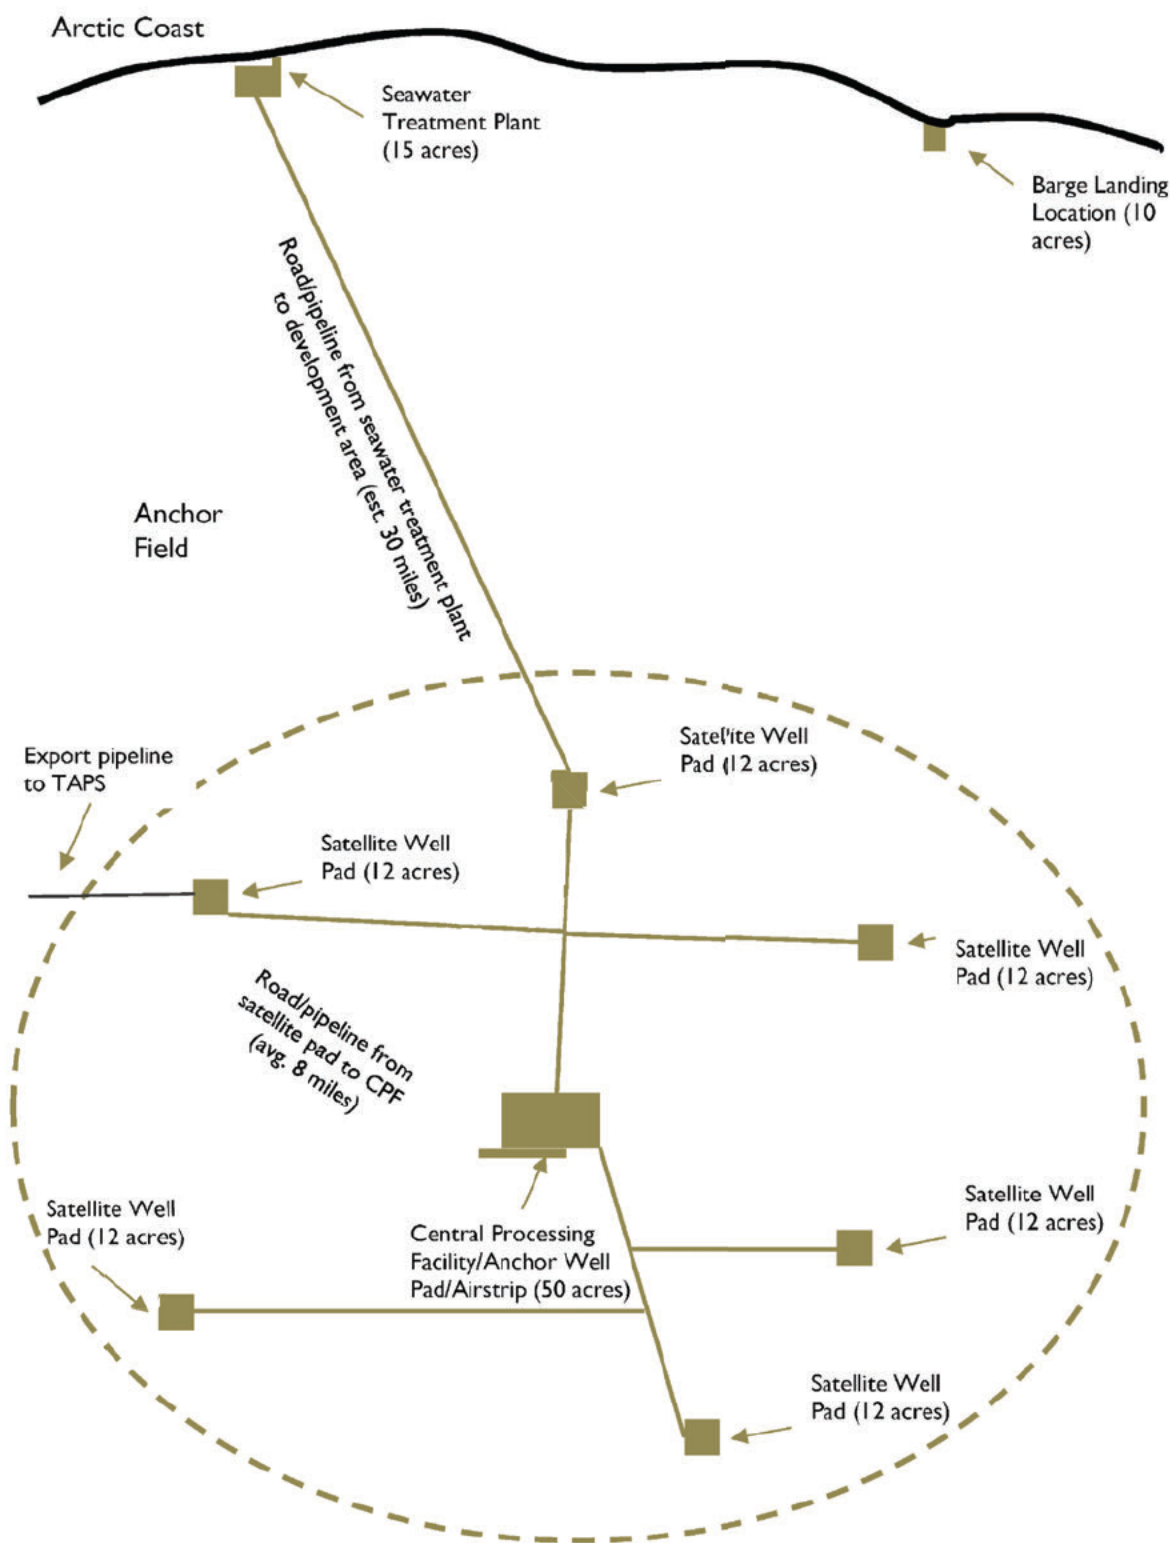 Arctic Coast
Seawater
Treatment Plant
(15 acres)
Barge Landing
Location (10
acres)
Road/pipeline from seawater treatment plant
to development area (est. 30 miles)
Anchor
Field
Satellite Well
Pad (12 acres)
Export pipeline
to TAPS
Satellite Well
Pad (12 acres)
Satellite Well
Pad (12 acres)
Road/pipeline from
satellite pad to CPF
(avg. 8 miles)
Satellite Well
Pad (12 acres)
Central Processing
Facility/Anchor Well
Pad/Airstrip (50 acres)
Satellite Well
Pad (12 acres)
Satellite Well
Pad (12 acres)